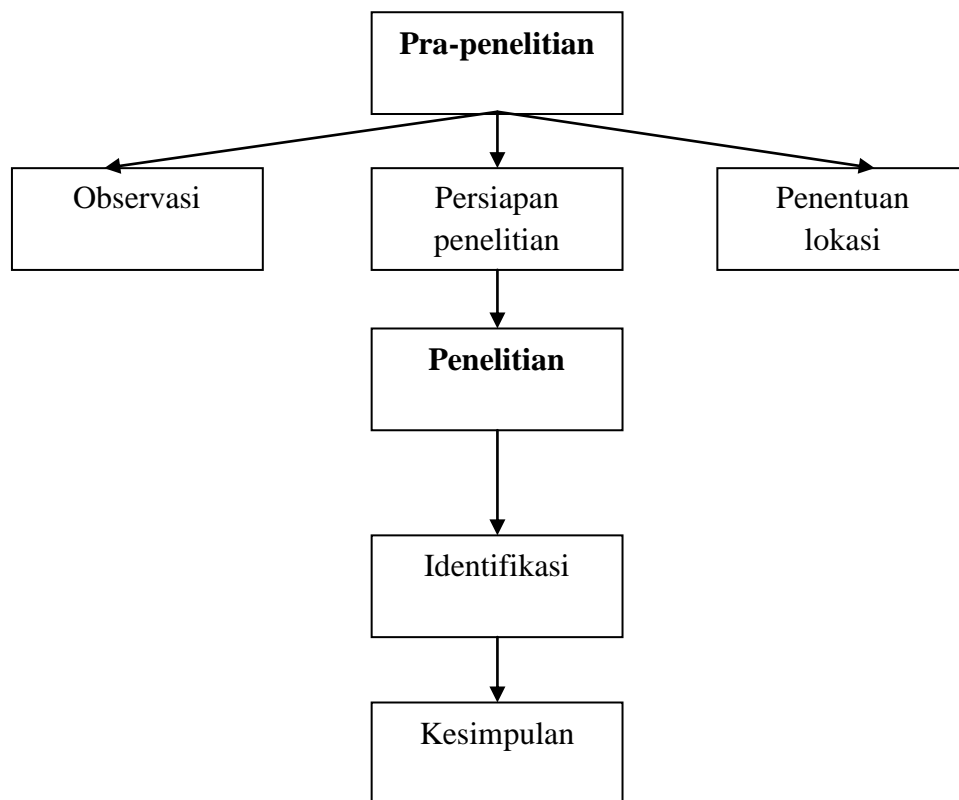 Pra-penelitian
Observasi
Persiapan
penelitian
Penentuan
lokasi
Penelitian
Identifikasi
Kesimpulan